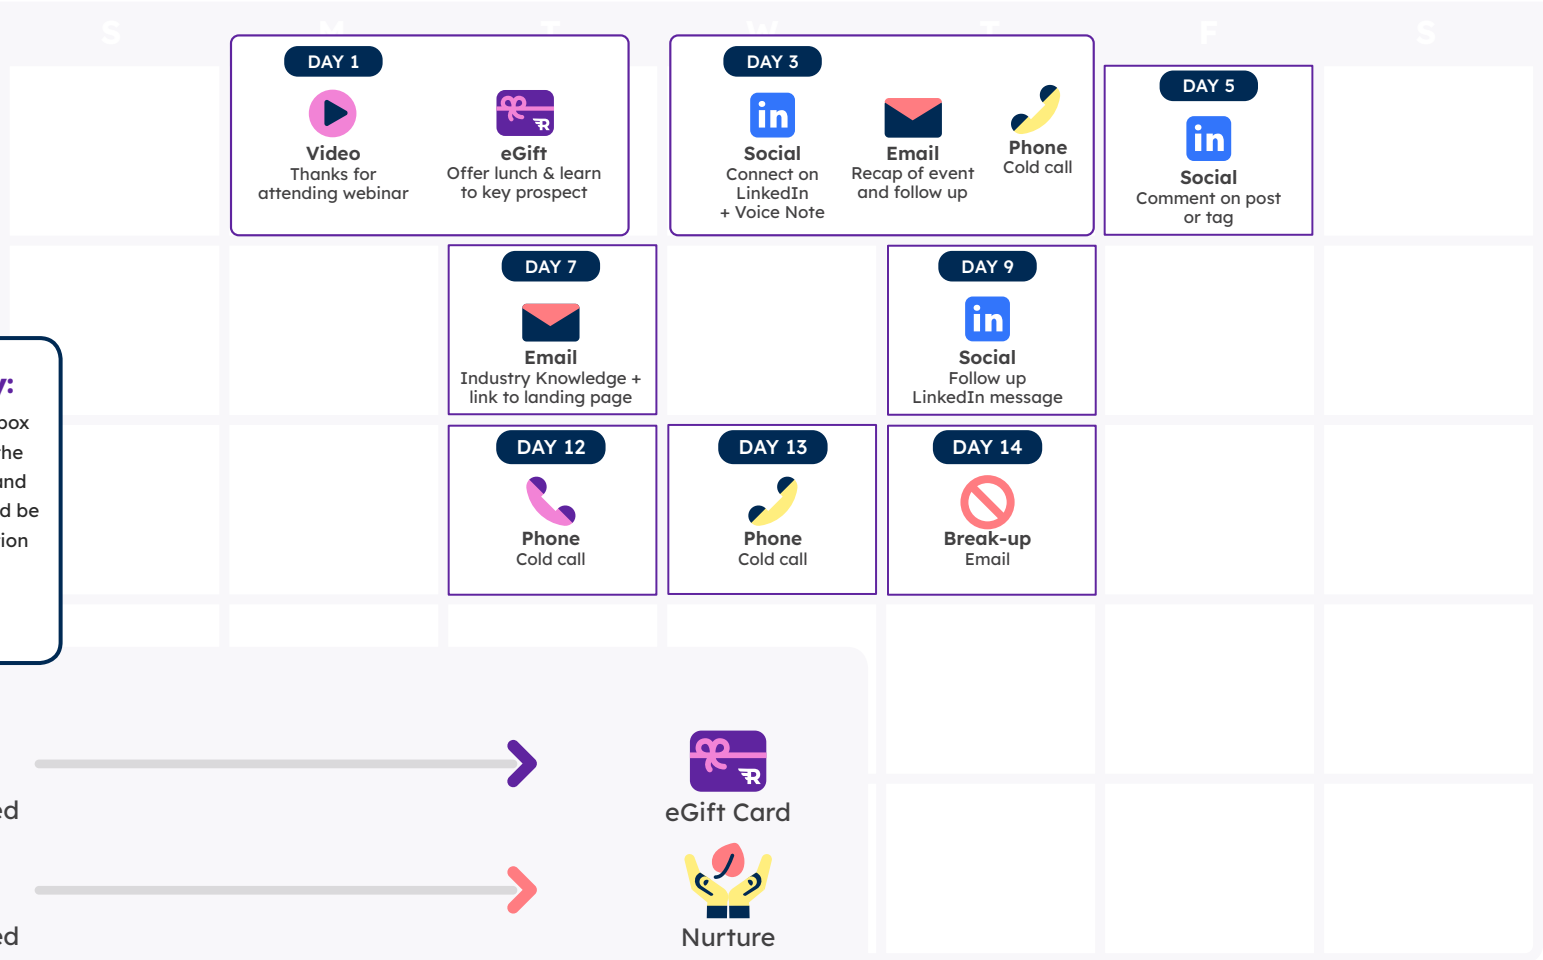 S M T W T F S
DAY 1
Video
Thanks for
attending webinar
eGift
Offer lunch & learn
to key prospect
DAY 3
Social
Connect on
LinkedIn
+ Voice Note
Email
Recap of event
and follow up
Phone
Cold call
DAY 5
Social
Comment on post
or tag
DAY 7
Email
Industry Knowledge +
link to landing page
DAY 9
Social
Follow up
LinkedIn message
DAY 12
Phone
Cold call
DAY 13
Phone
Cold call
DAY 14
Break-up
Email
d be
eGift Card
Nurture